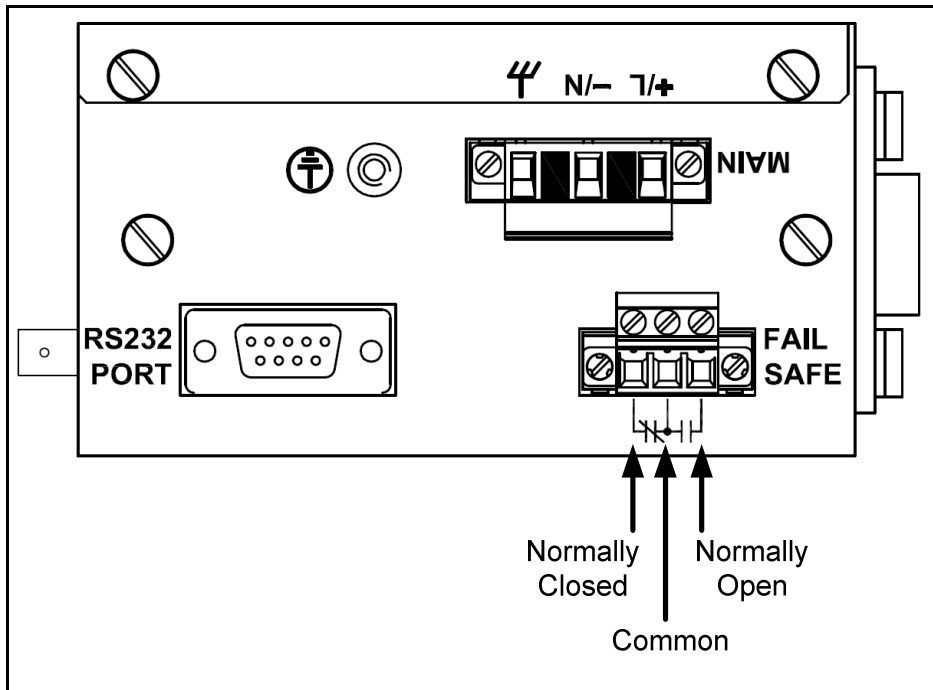 N/- L/+
MAIN
RS232
PORT
FAIL
SAFE
Normally
Closed
Normally
Open
Common